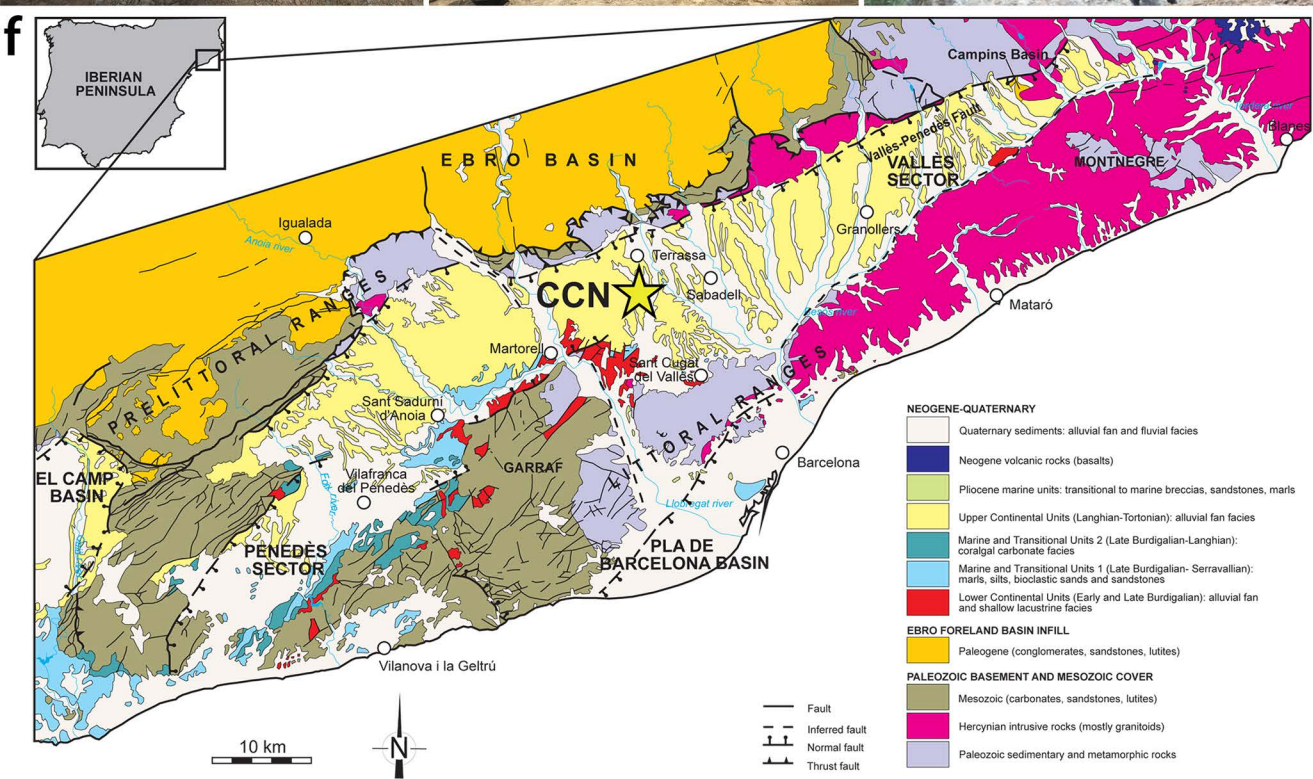 f
IBERIAN
PENINSULA
Campins Basin
Blanes
EBRO BASIN
Vallès-Penedès Fault
VALLÈS
SECTOR
MONTNEGRE
Igualada
Anoia river
Granollers
Terrassa
Sabadell
CCN
Mataró
PRELITTORAL RANGES
Martorell
Sant Cugat
del Vallès
Sant Sadurní
d'Anoia
LITTORAL RANGES
EL CAMP
BASIN
Vilafranca
del Penedès
GARRAF
Barcelona
Llobregat river
PENEDÈS
SECTOR
PLA DE
BARCELONA BASIN
Vilanova i la Geltrú
10 km
N
Fault
Inferred fault
Normal fault
Thrust fault
NEOGENE-QUATERNARY
Quaternary sediments: alluvial fan and fluvial facies
Neogene volcanic rocks (basalts)
Pliocene marine units: transitional to marine breccias, sandstones, marls
Upper Continental Units (Langhian-Tortonian): alluvial fan facies
Marine and Transitional Units 2 (Late Burdigalian-Langhian):
coralgal carbonate facies
Marine and Transitional Units 1 (Late Burdigalian- Serravallian):
marls, silts, bioclastic sands and sandstones
Lower Continental Units (Early and Late Burdigalian): alluvial fan
and shallow lacustrine facies
EBRO FORELAND BASIN INFILL
Paleogene (conglomerates, sandstones, lutites)
PALEOZOIC BASEMENT AND MESOZOIC COVER
Mesozoic (carbonates, sandstones, lutites)
Hercynian intrusive rocks (mostly granitoids)
Paleozoic sedimentary and metamorphic rocks